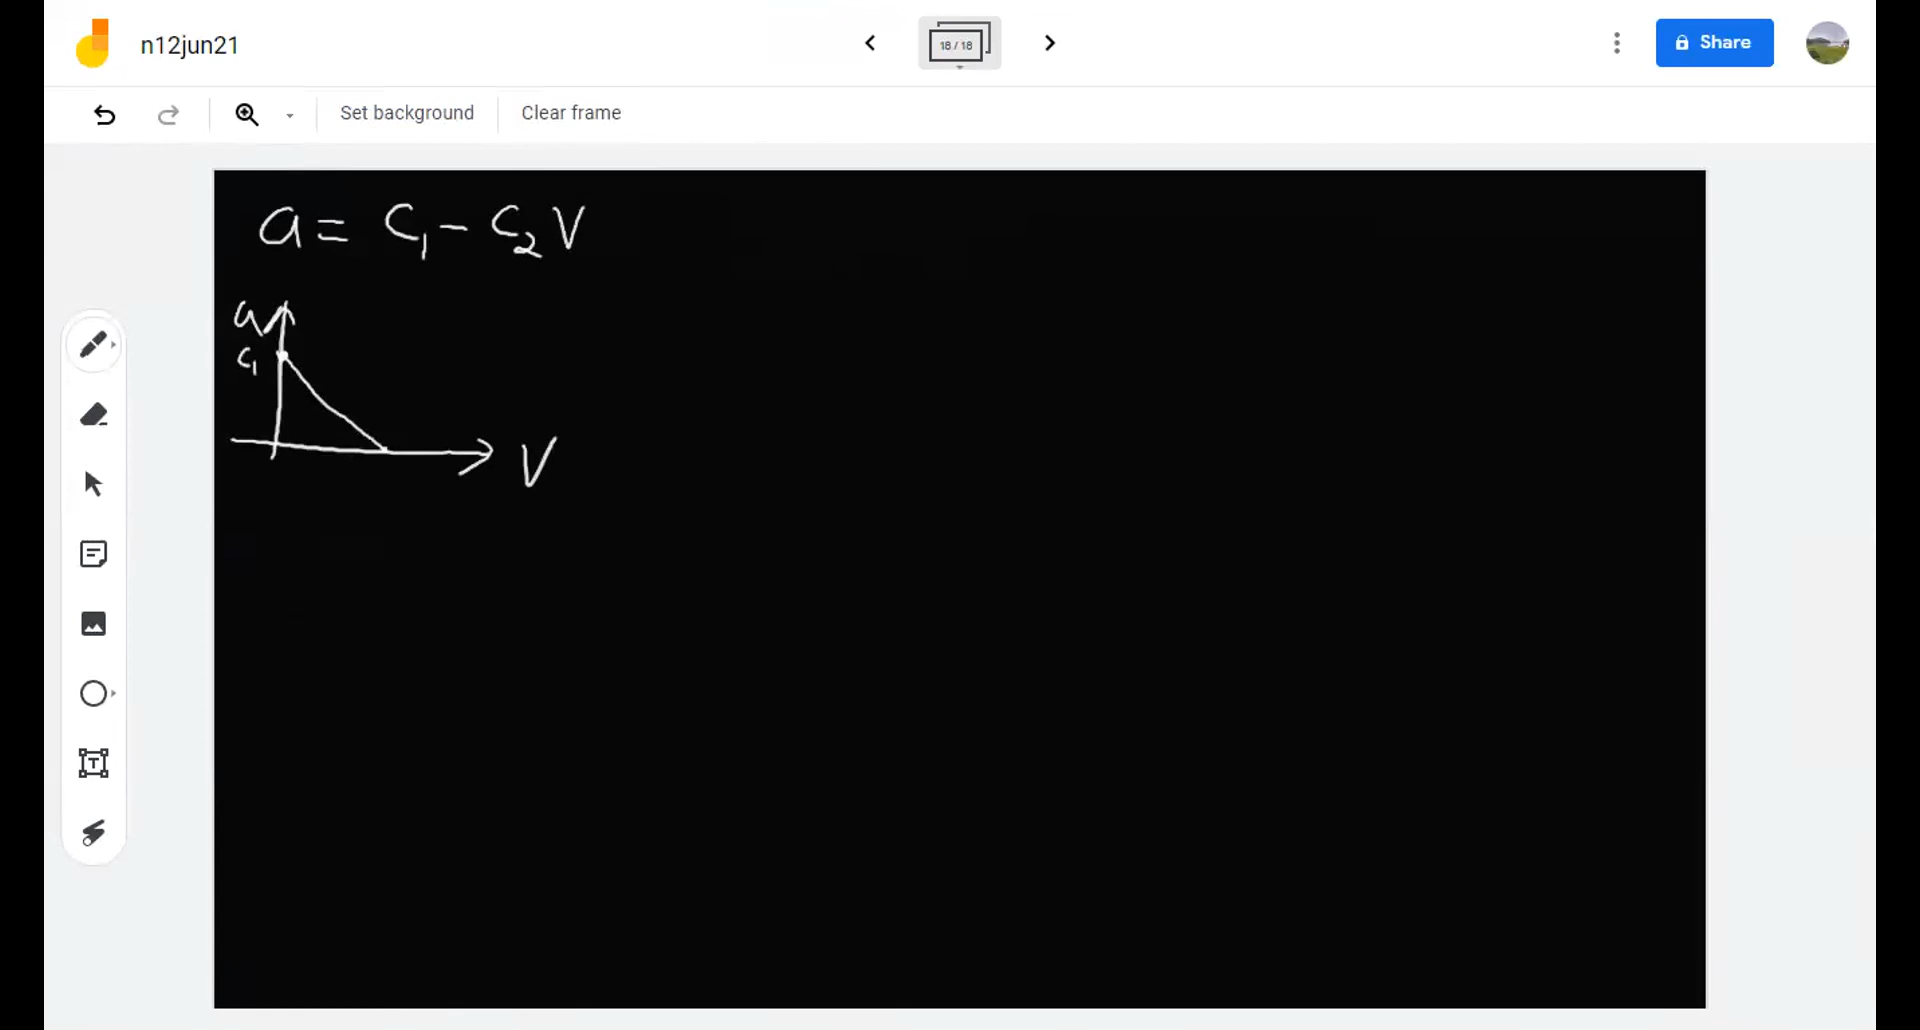 n12jun21
18 / 18
Share
Set background
Clear frame
a = C₁ - C₂ V
a
C₁
V